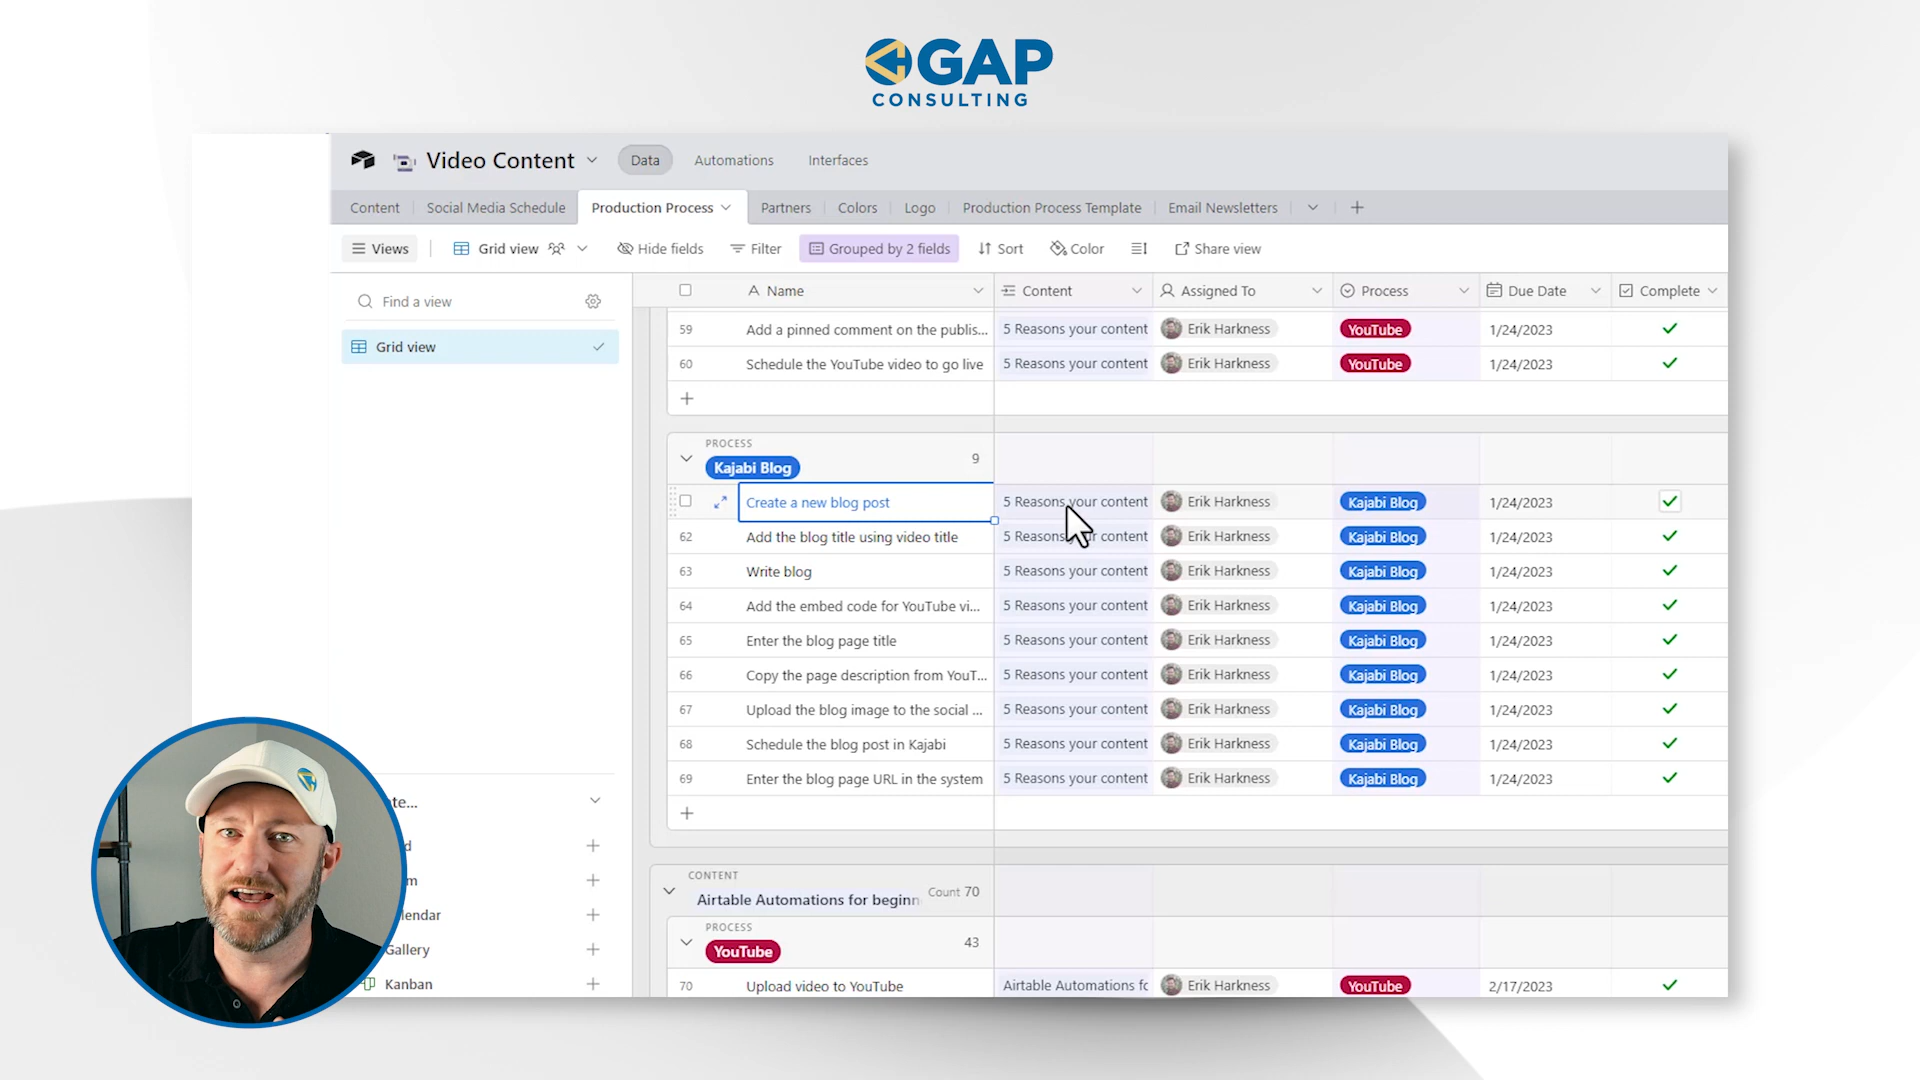 GAP
CONSULTING
Video Content Data Automations Interfaces
Content Social Media Schedule Production Process Partners Colors Logo Production Process Template Email Newsletters
Views Grid view Hide fields Filter Grouped by 2 fields Sort Color Share view
Find a view
Grid view
Name Content Assigned To Process Due Date Complete
59 Add a pinned comment on the publis... 5 Reasons your content Erik Harkness YouTube 1/24/2023
60 Schedule the YouTube video to go live 5 Reasons your content Erik Harkness YouTube 1/24/2023
PROCESS
Kajabi Blog 9
Create a new blog post 5 Reasons your content Erik Harkness Kajabi Blog 1/24/2023
62 Add the blog title using video title 5 Reasons your content Erik Harkness Kajabi Blog 1/24/2023
63 Write blog 5 Reasons your content Erik Harkness Kajabi Blog 1/24/2023
64 Add the embed code for YouTube vi... 5 Reasons your content Erik Harkness Kajabi Blog 1/24/2023
65 Enter the blog page title 5 Reasons your content Erik Harkness Kajabi Blog 1/24/2023
66 Copy the page description from YouT... 5 Reasons your content Erik Harkness Kajabi Blog 1/24/2023
67 Upload the blog image to the social ... 5 Reasons your content Erik Harkness Kajabi Blog 1/24/2023
68 Schedule the blog post in Kajabi 5 Reasons your content Erik Harkness Kajabi Blog 1/24/2023
69 Enter the blog page URL in the system 5 Reasons your content Erik Harkness Kajabi Blog 1/24/2023
CONTENT
Airtable Automations for beginn Count 70
PROCESS
YouTube 43
70 Upload video to YouTube Airtable Automations fo Erik Harkness YouTube 2/17/2023
te...
d
m
lendar
Gallery
Kanban